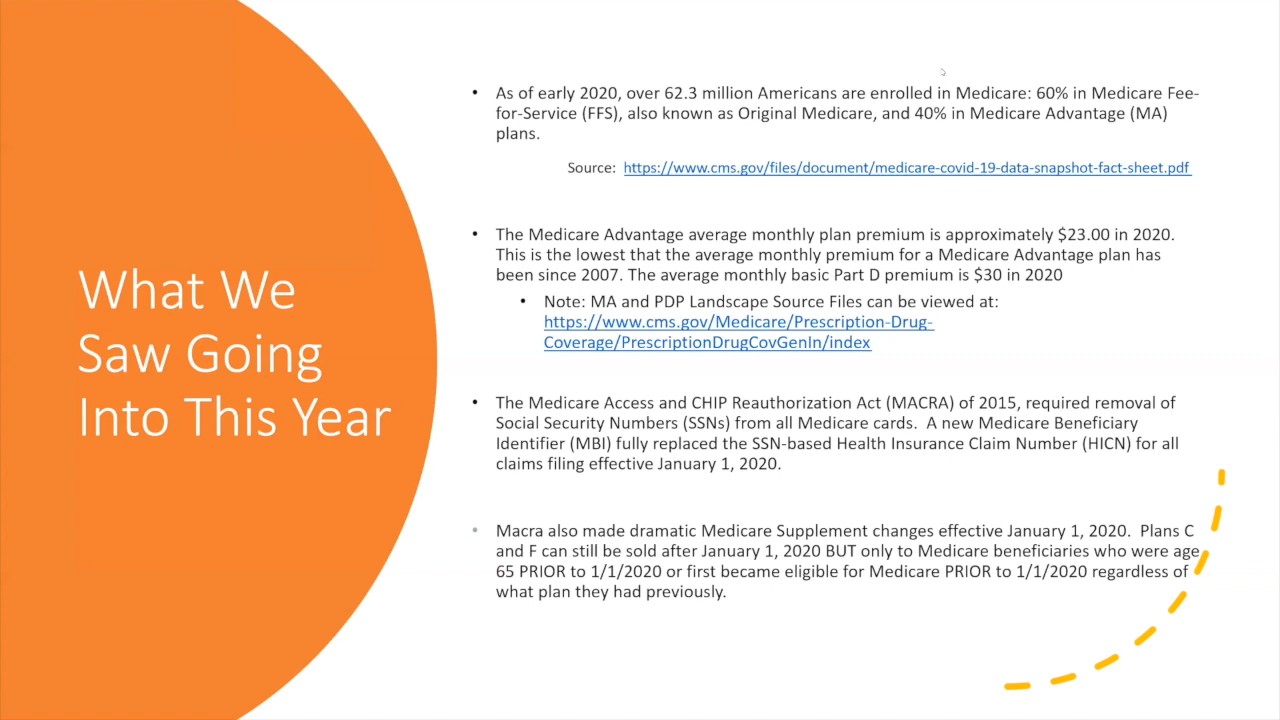 What We
Saw Going
Into This Year
• As of early 2020, over 62.3 million Americans are enrolled in Medicare: 60% in Medicare Fee-
for-Service (FFS), also known as Original Medicare, and 40% in Medicare Advantage (MA)
plans.
Source: https://www.cms.gov/files/document/medicare-covid-19-data-snapshot-fact-sheet.pdf
• The Medicare Advantage average monthly plan premium is approximately $23.00 in 2020.
This is the lowest that the average monthly premium for a Medicare Advantage plan has
been since 2007. The average monthly basic Part D premium is $30 in 2020
• Note: MA and PDP Landscape Source Files can be viewed at:
https://www.cms.gov/Medicare/Prescription-Drug-
Coverage/PrescriptionDrugCovGenIn/index
• The Medicare Access and CHIP Reauthorization Act (MACRA) of 2015, required removal of
Social Security Numbers (SSNs) from all Medicare cards. A new Medicare Beneficiary
Identifier (MBI) fully replaced the SSN-based Health Insurance Claim Number (HICN) for all
claims filing effective January 1, 2020.
• Macra also made dramatic Medicare Supplement changes effective January 1, 2020. Plans C
and F can still be sold after January 1, 2020 BUT only to Medicare beneficiaries who were age
65 PRIOR to 1/1/2020 or first became eligible for Medicare PRIOR to 1/1/2020 regardless of
what plan they had previously.